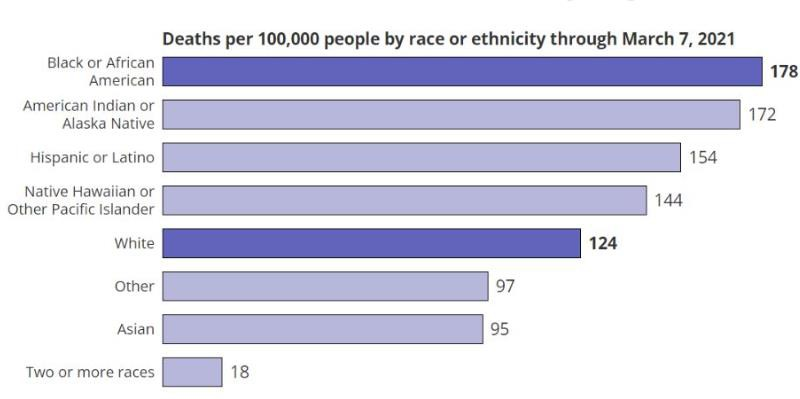 Deaths per 100,000 people by race or ethnicity through March 7, 2021
Black or African
American
178
American Indian or
Alaska Native
172
Hispanic or Latino
154
Native Hawaiian or
Other Pacific Islander
144
White
124
Other
97
Asian
95
Two or more races
18